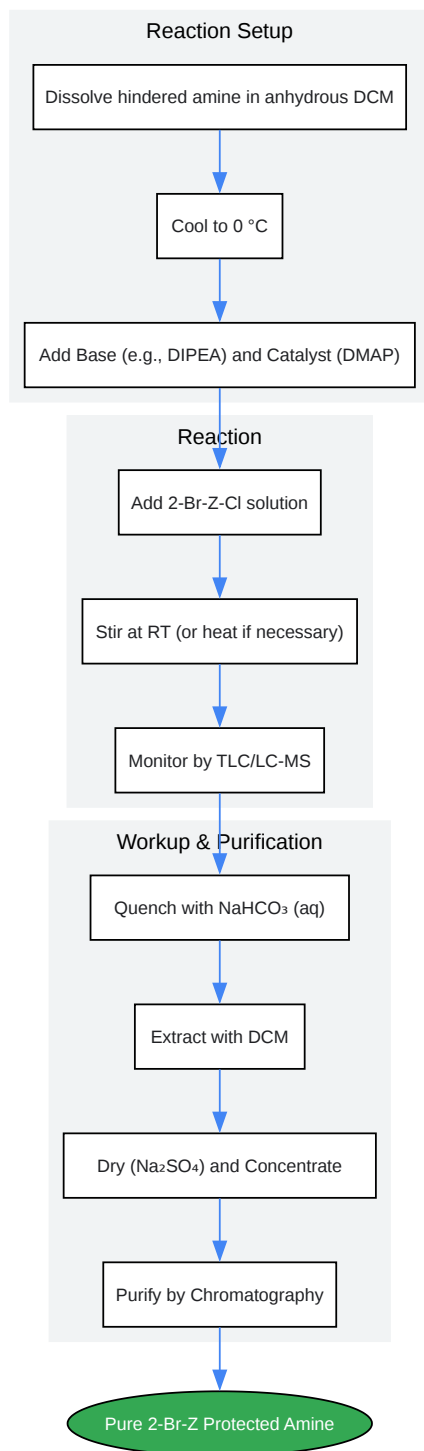 Reaction Setup
Dissolve hindered amine in anhydrous DCM
Cool to 0 °C
Add Base (e.g., DIPEA) and Catalyst (DMAP)
Reaction
Add 2-Br-Z-Cl solution
Stir at RT (or heat if necessary)
Monitor by TLC/LC-MS
Workup & Purification
Quench with NaHCO₃ (aq)
Extract with DCM
Dry (Na₂SO₄) and Concentrate
Purify by Chromatography
Pure 2-Br-Z Protected Amine